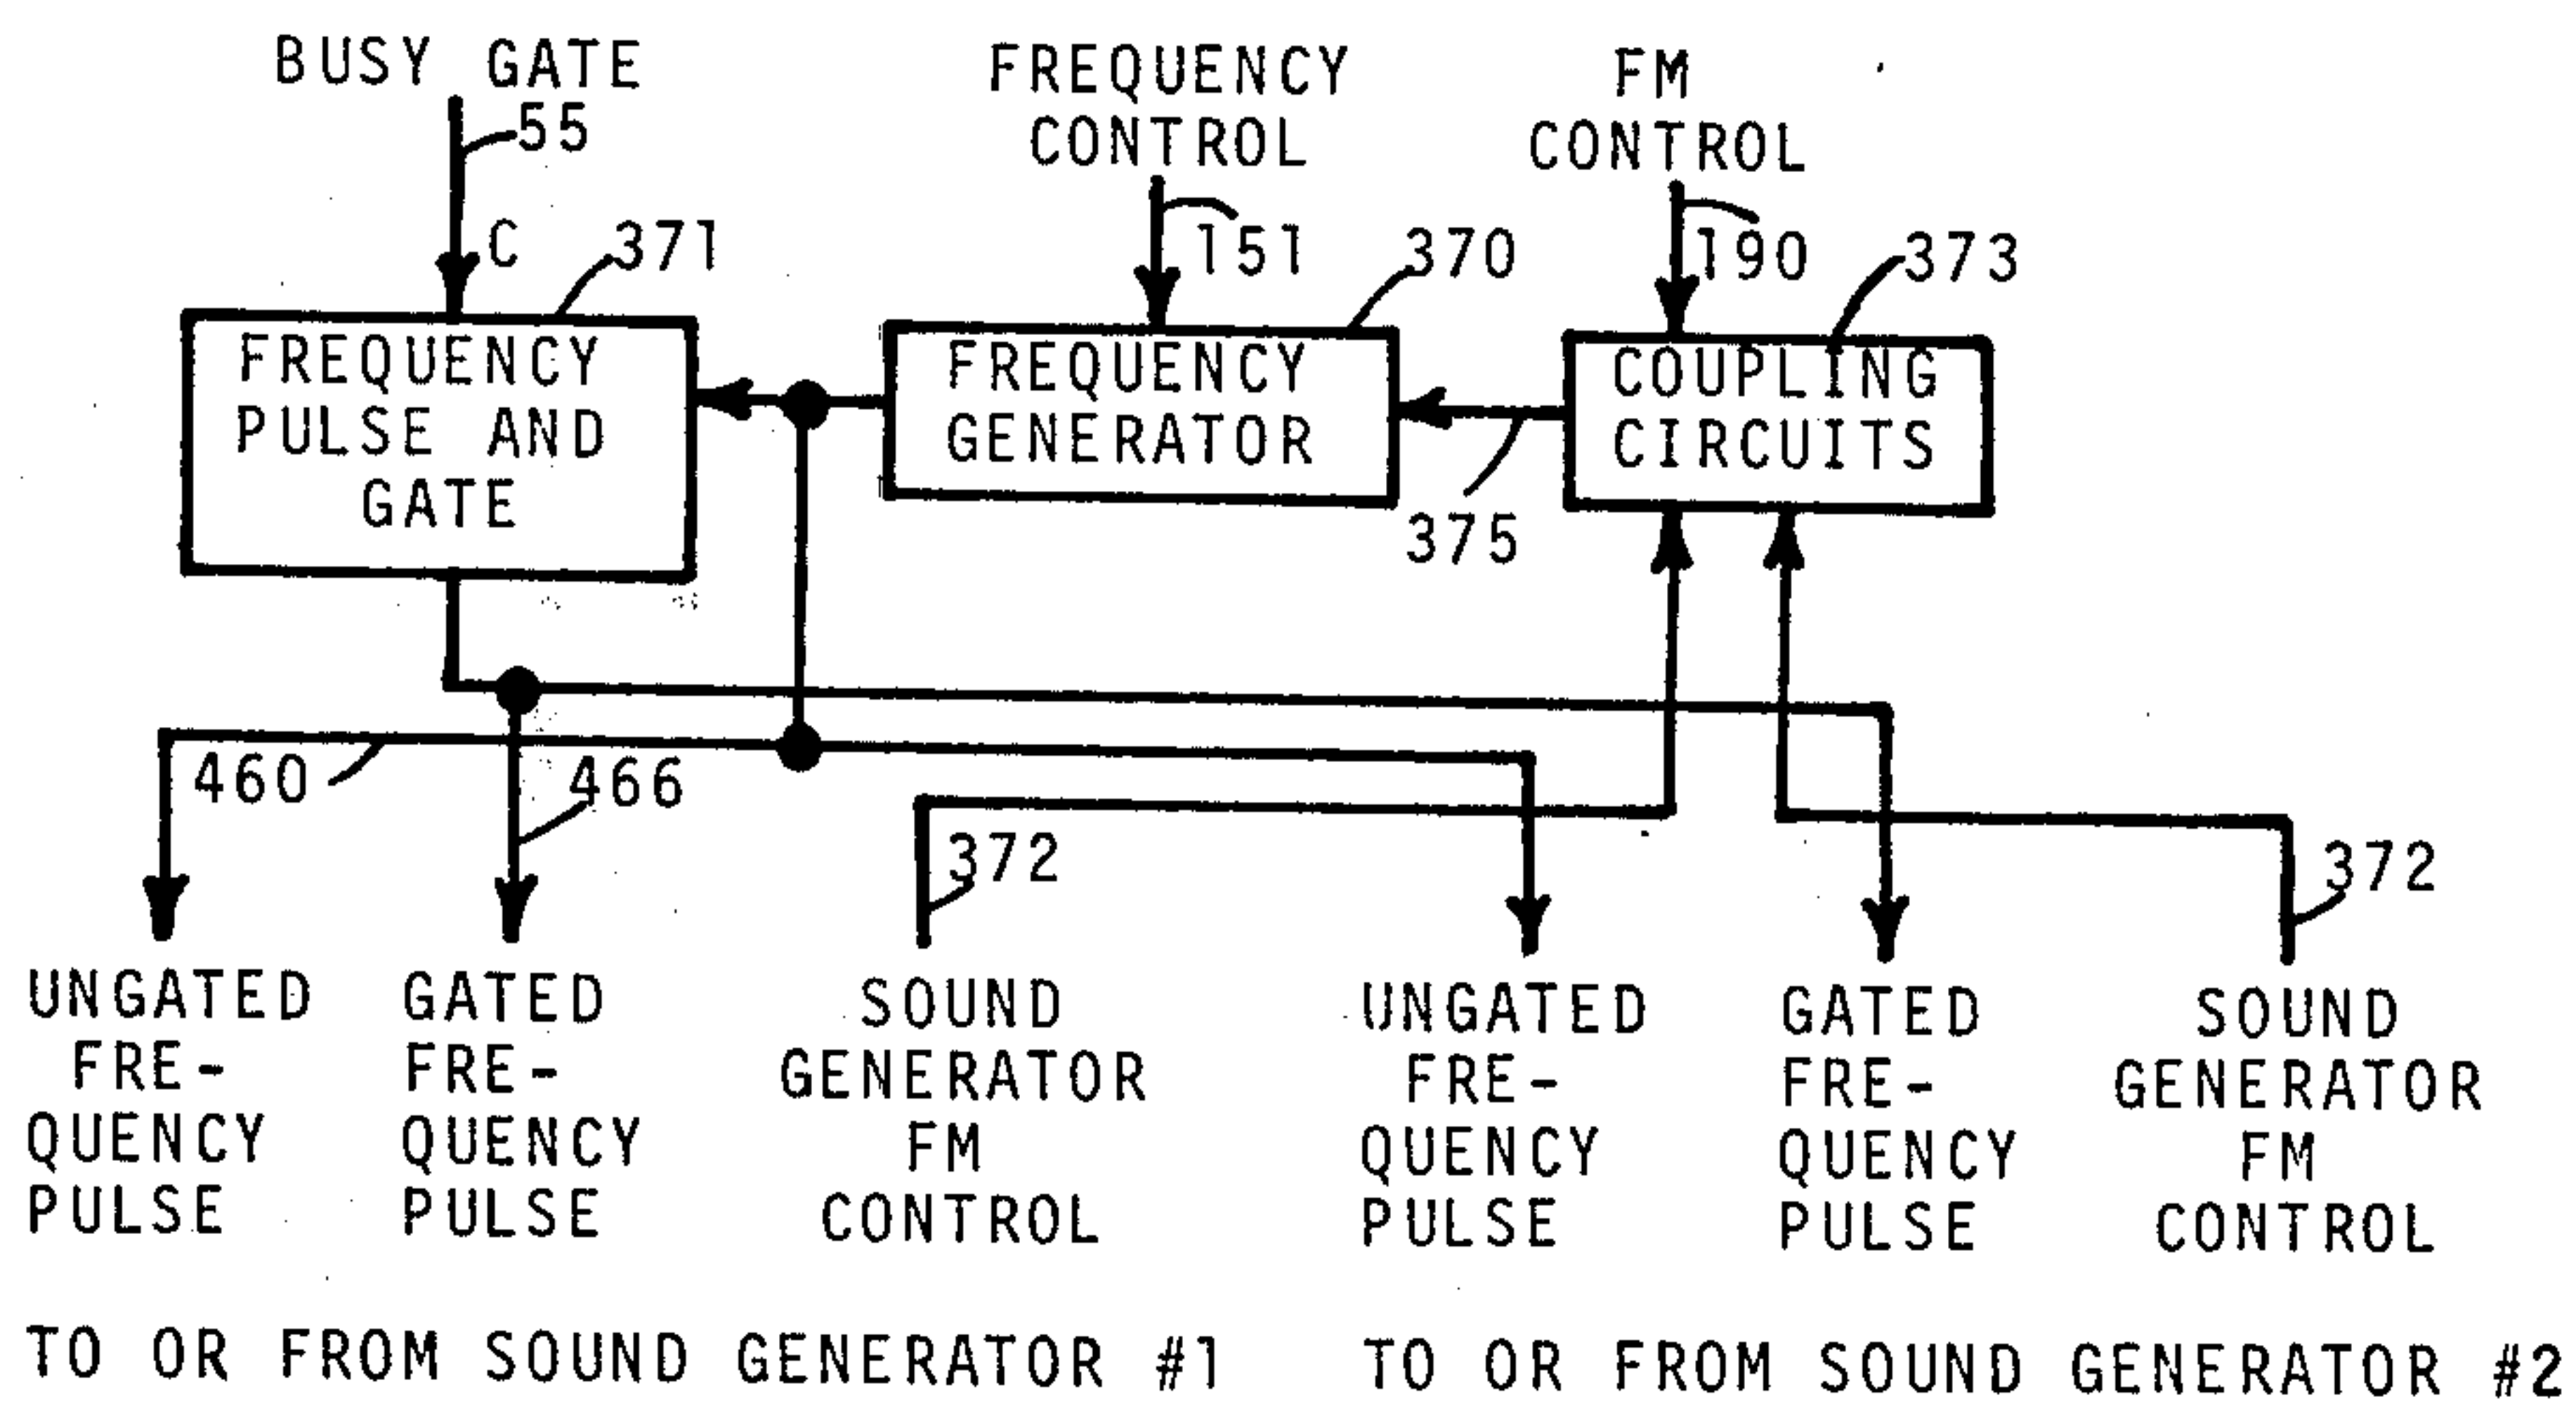 BUSY GATE
55
C
371
FREQUENCY
PULSE AND
GATE
FREQUENCY
CONTROL
151
370
FREQUENCY
GENERATOR
FM
CONTROL
190
373
COUPLING
CIRCUITS
375
460
466
372
372
UNGATED
FRE-
QUENCY
PULSE
GATED
FRE-
QUENCY
PULSE
SOUND
GENERATOR
FM
CONTROL
UNGATED
FRE-
QUENCY
PULSE
GATED
FRE-
QUENCY
PULSE
SOUND
GENERATOR
FM
CONTROL
TO OR FROM SOUND GENERATOR #1
TO OR FROM SOUND GENERATOR #2